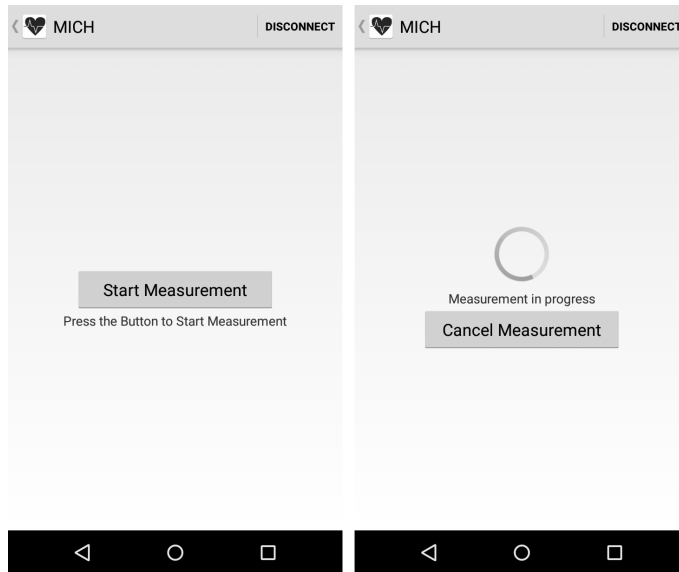 MICH
DISCONNECT
Start Measurement
Press the Button to Start Measurement
MICH
DISCONNECT
Measurement in progress
Cancel Measurement